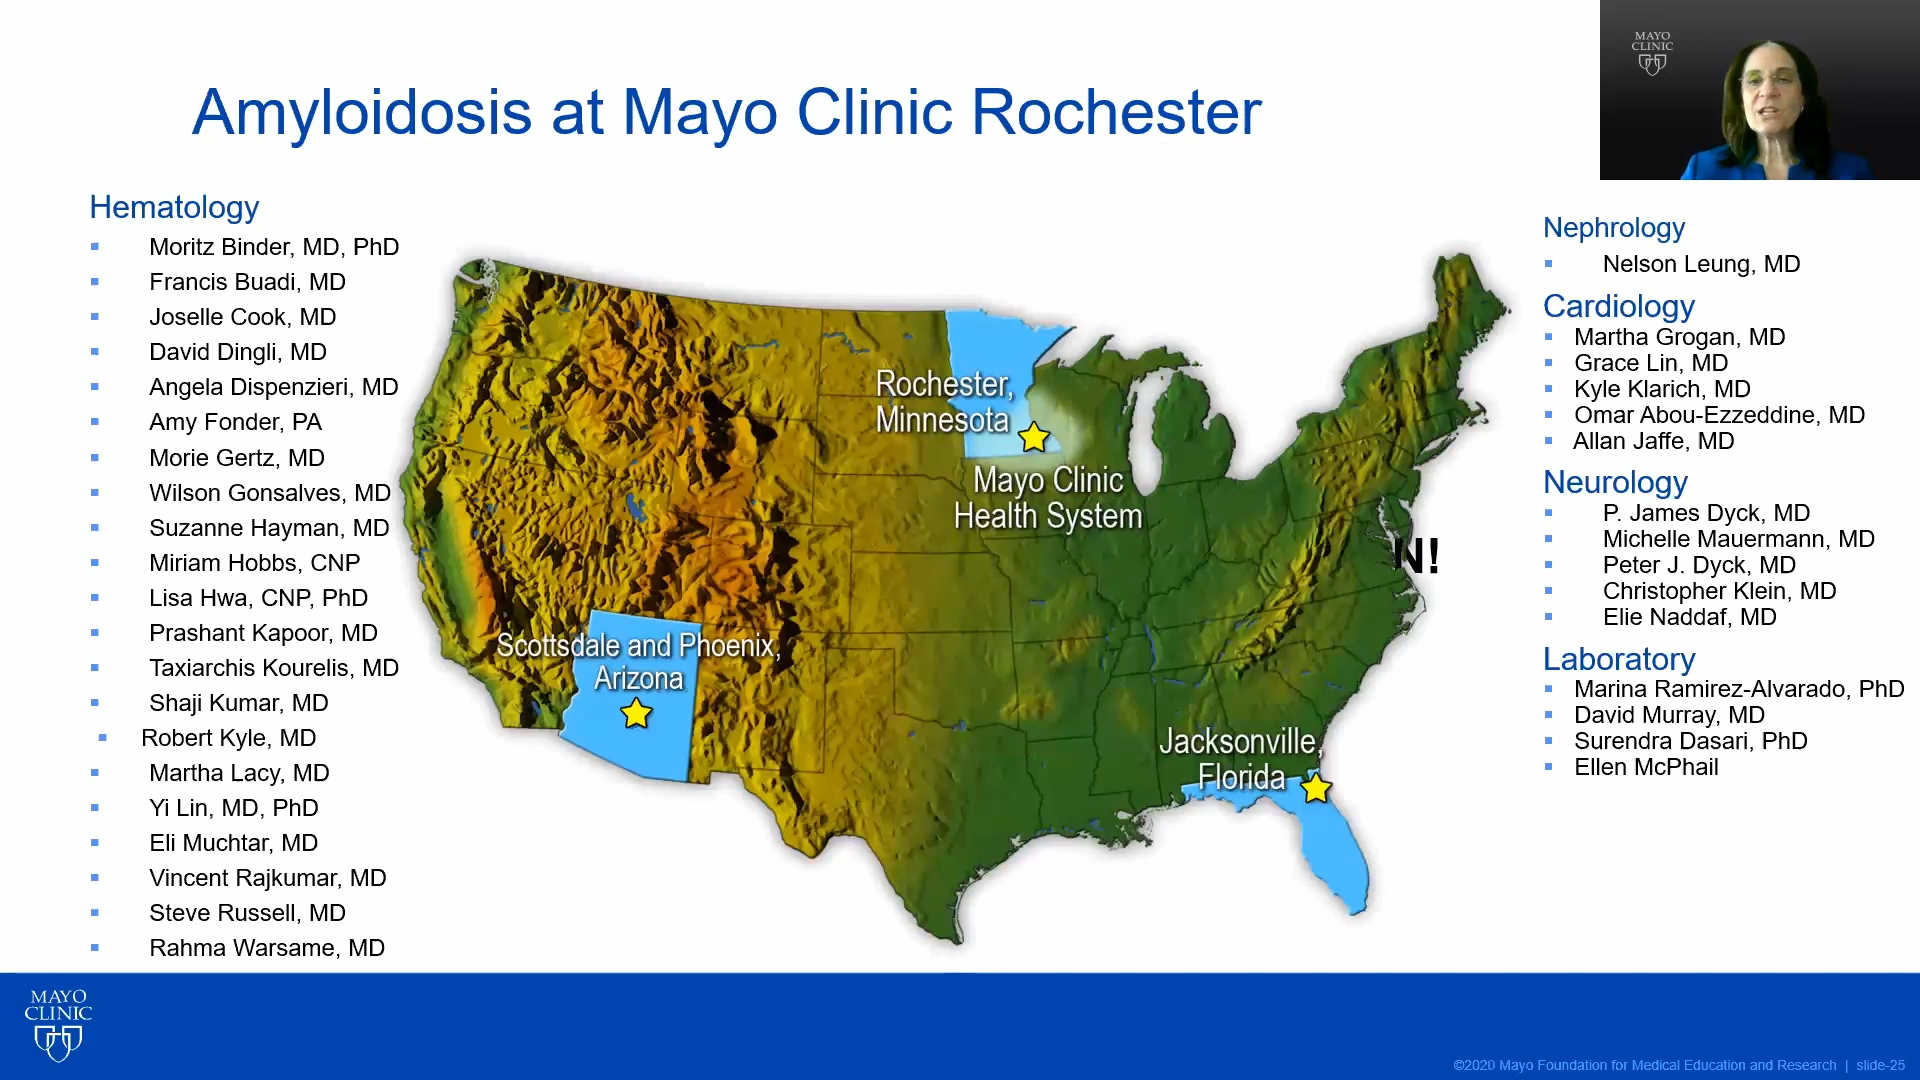 MAYO
CLINIC
Amyloidosis at Mayo Clinic Rochester
Hematology
Moritz Binder, MD, PhD
Francis Buadi, MD
Joselle Cook, MD
David Dingli, MD
Angela Dispenzieri, MD
Amy Fonder, PA
Morie Gertz, MD
Wilson Gonsalves, MD
Suzanne Hayman, MD
Miriam Hobbs, CNP
Lisa Hwa, CNP, PhD
Prashant Kapoor, MD
Taxiarchis Kourelis, MD
Shaji Kumar, MD
Robert Kyle, MD
Martha Lacy, MD
Yi Lin, MD, PhD
Eli Muchtar, MD
Vincent Rajkumar, MD
Steve Russell, MD
Rahma Warsame, MD
Rochester,
Minnesota
Mayo Clinic
Health System
Scottsdale and Phoenix,
Arizona
Jacksonville,
Florida
N!
Nephrology
Nelson Leung, MD
Cardiology
Martha Grogan, MD
Grace Lin, MD
Kyle Klarich, MD
Omar Abou-Ezzeddine, MD
Allan Jaffe, MD
Neurology
P. James Dyck, MD
Michelle Mauermann, MD
Peter J. Dyck, MD
Christopher Klein, MD
Elie Naddaf, MD
Laboratory
Marina Ramirez-Alvarado, PhD
David Murray, MD
Surendra Dasari, PhD
Ellen McPhail
MAYO
CLINIC
©2020 Mayo Foundation for Medical Education and Research | slide-25